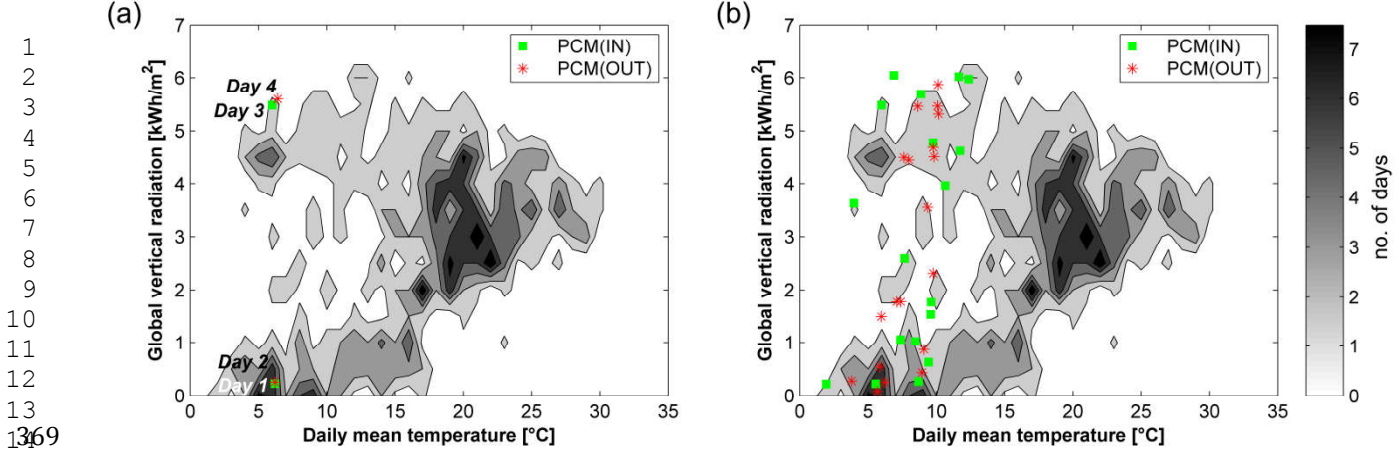 (a)
(b)
1
2
3
4
5
6
7
8
9
10
11
12
13
14
369
Global vertical radiation [kWh/m²]
7
6
5
4
3
2
1
0
PCM(IN)
PCM(OUT)
Day 4
Day 3
Day 2
Day 1
0 5 10 15 20 25 30 35
Daily mean temperature [°C]
Global vertical radiation [kWh/m²]
7
6
5
4
3
2
1
0
PCM(IN)
PCM(OUT)
0 5 10 15 20 25 30 35
Daily mean temperature [°C]
7
6
5
4
3
2
1
0
no. of days